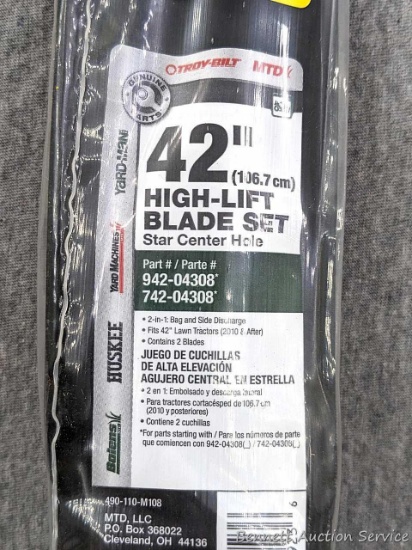 TROY-BILT MTD
GENUINE PARTS
42"
(106.7 cm)
HIGH-LIFT
BLADE SET
Star Center Hole
Part # / Parte #
942-04308*
742-04308*
• 2-in-1: Bag and Side Discharge
• Fits 42" Lawn Tractors (2010 & After)
• Contains 2 Blades
JUEGO DE CUCHILLAS
DE ALTA ELEVACIÓN
AGUJERO CENTRAL EN ESTRELLA
• 2 en 1: Embolsado y descarga lateral
• Para tractores cortacésped de 106.7 cm
(2010 y posteriores)
• Contiene 2 cuchillas
*For parts starting with / Para los números de parte
que comiencen con 942-04308(_) / 742-04308(_)
YARD-MAN
YARD MACHINES
HUSKEE
Bolens
490-110-M108
MTD, LLC
P.O. Box 368022
Cleveland, OH 44136
6
Bennett Auction Service